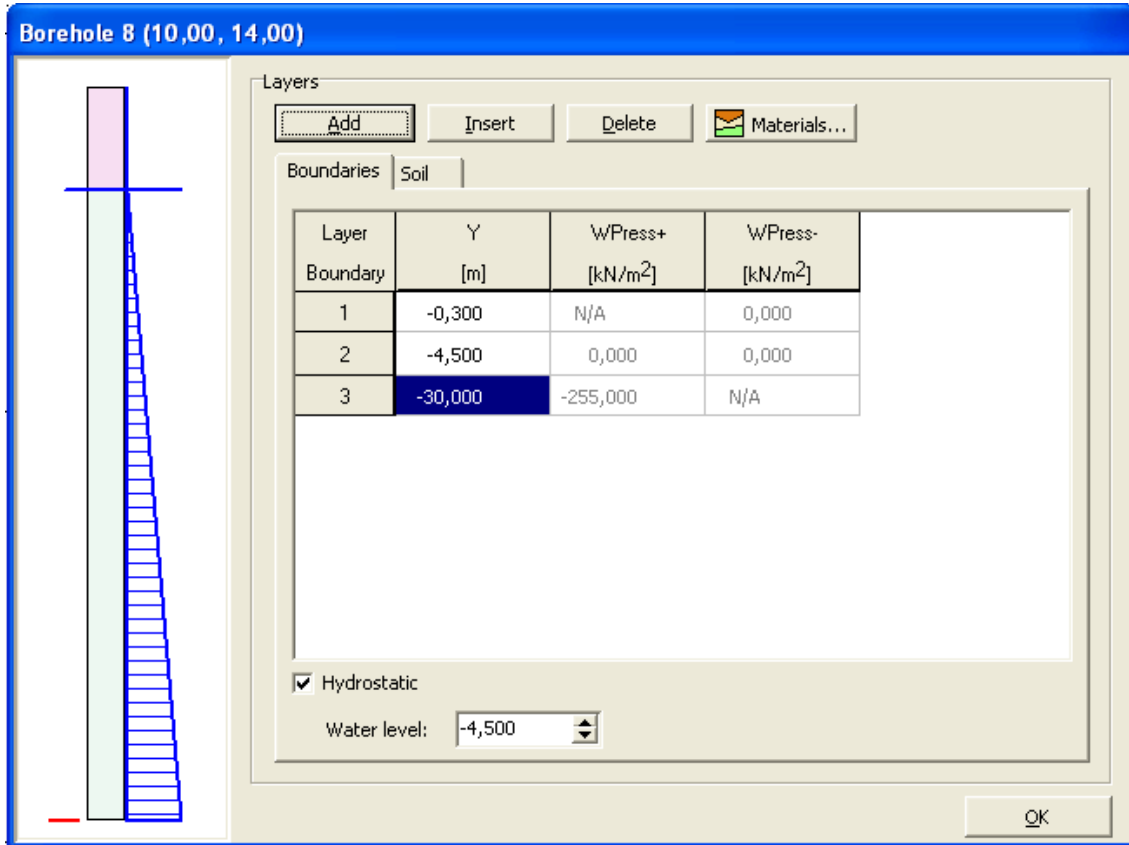 Borehole 8 (10,00, 14,00)
Layers
Add Insert Delete Materials...
Boundaries Soil
Layer Boundary Y [m] WPress+ [kN/m2] WPress- [kN/m2]
1 -0,300 N/A 0,000
2 -4,500 0,000 0,000
3 -30,000 -255,000 N/A
Hydrostatic
Water level: -4,500
OK